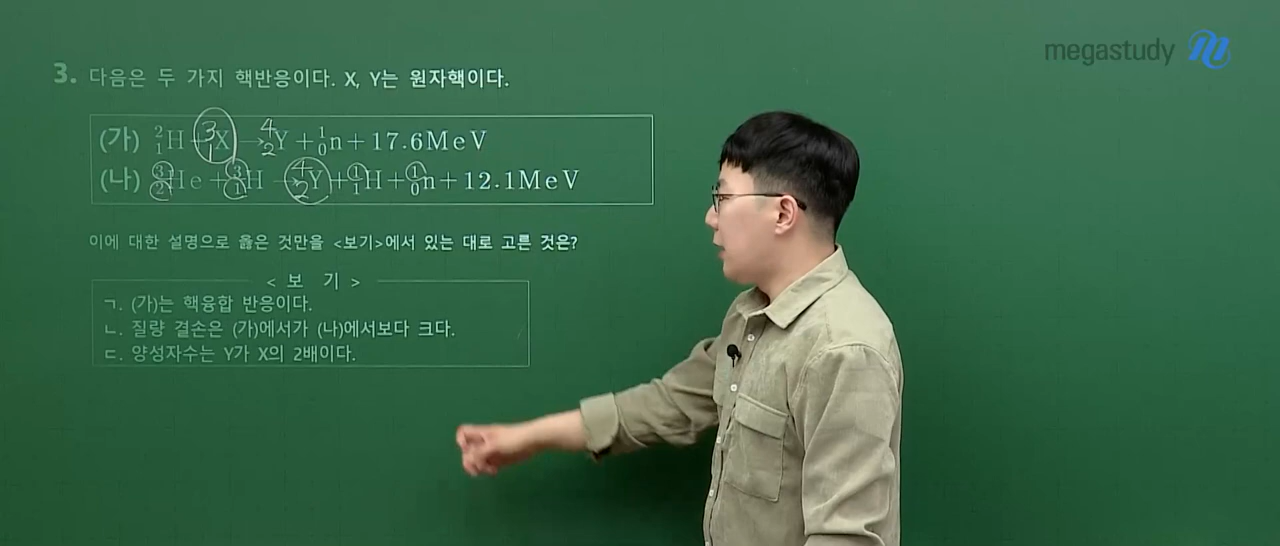 megastudy
3. 다음은 두 가지 핵반응이다. X, Y는 원자핵이다.
(가) ²₁H + ³₁X → ⁴₂Y + ¹₀n + 17.6MeV
(나) ³₂He + ³₁H → ⁴₂Y + ¹₁H + ¹₀n + 12.1MeV
이에 대한 설명으로 옳은 것만을 <보기>에서 있는 대로 고른 것은?
< 보 기 >
ㄱ. (가)는 핵융합 반응이다.
ㄴ. 질량 결손은 (가)에서가 (나)에서보다 크다.
ㄷ. 양성자수는 Y가 X의 2배이다.